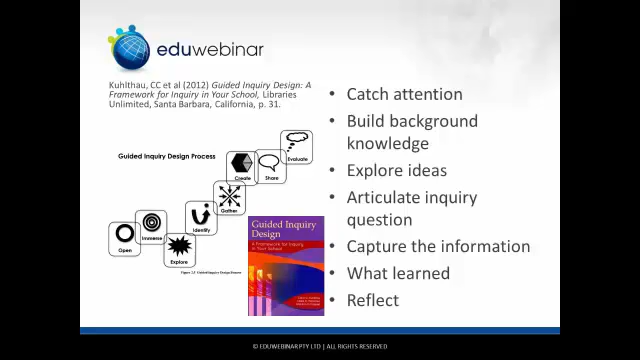 eduwebinar
Kuhlthau, CC et al (2012) Guided Inquiry Design: A
Framework for Inquiry in Your School, Libraries
Unlimited, Santa Barbara, California, p. 31.
Guided Inquiry Design Process
Open
Immerse
Explore
Identify
Gather
Create
Share
Evaluate
Guided Inquiry
Design
A Framework for Inquiry
in Your School
• Catch attention
• Build background
knowledge
• Explore ideas
• Articulate inquiry
question
• Capture the information
• What learned
• Reflect
© EDUWEBINAR PTY LTD | ALL RIGHTS RESERVED